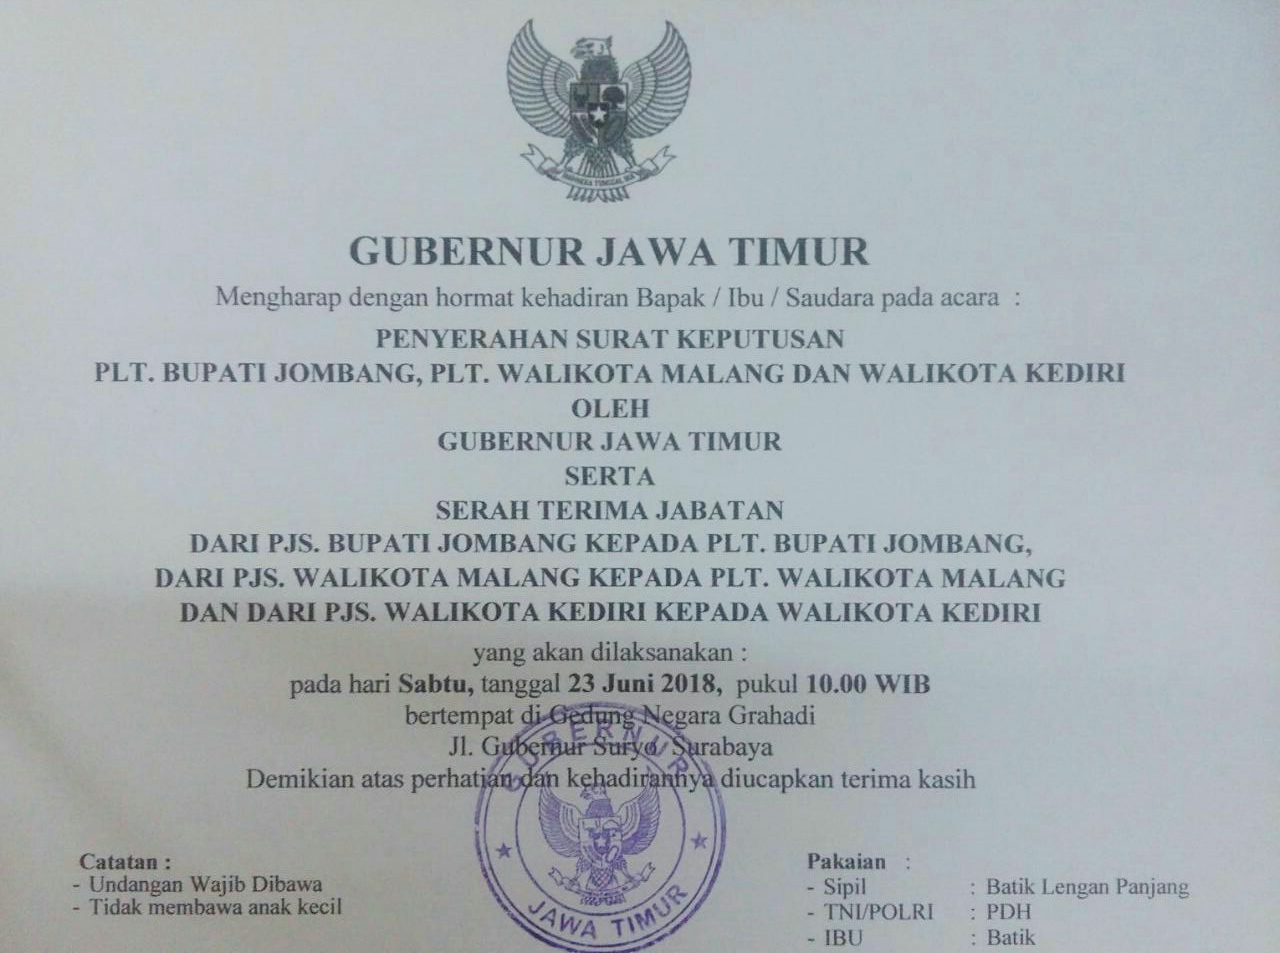 GUBERNUR JAWA TIMUR
Mengharap dengan hormat kehadiran Bapak / Ibu / Saudara pada acara :
PENYERAHAN SURAT KEPUTUSAN
PLT. BUPATI JOMBANG, PLT. WALIKOTA MALANG DAN WALIKOTA KEDIRI
OLEH
GUBERNUR JAWA TIMUR
SERTA
SERAH TERIMA JABATAN
DARI PJS. BUPATI JOMBANG KEPADA PLT. BUPATI JOMBANG,
DARI PJS. WALIKOTA MALANG KEPADA PLT. WALIKOTA MALANG
DAN DARI PJS. WALIKOTA KEDIRI KEPADA WALIKOTA KEDIRI
yang akan dilaksanakan :
pada hari Sabtu, tanggal 23 Juni 2018, pukul 10.00 WIB
bertempat di Gedung Negara Grahadi
Jl. Gubernur Suryo Surabaya
Demikian atas perhatian dan kehadirannya diucapkan terima kasih
GUBERNUR
JAWA TIMUR
Catatan :
- Undangan Wajib Dibawa
- Tidak membawa anak kecil
Pakaian :
- Sipil : Batik Lengan Panjang
- TNI/POLRI : PDH
- IBU : Batik